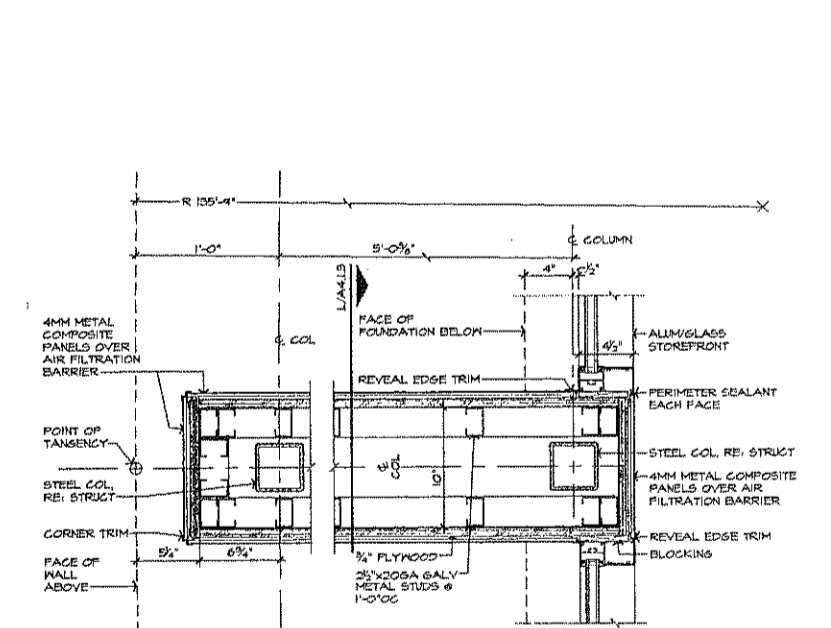 R 135'-4"
1'-0"
5'-0⅝"
℄ COLUMN
4"
½"
L/A4.13
4MM METAL
COMPOSITE
PANELS OVER
AIR FILTRATION
BARRIER
℄ COL
FACE OF
FOUNDATION BELOW
4½"
ALUM/GLASS
STOREFRONT
REVEAL EDGE TRIM
PERIMETER SEALANT
EACH FACE
POINT OF
TANGENCY
℄
COL
10"
STEEL COL, RE: STRUCT
STEEL COL,
RE: STRUCT
4MM METAL COMPOSITE
PANELS OVER AIR
FILTRATION BARRIER
CORNER TRIM
REVEAL EDGE TRIM
5¼"
6¾"
¾" PLYWOOD
BLOCKING
FACE OF
WALL
ABOVE
2½"x20GA GALV
METAL STUDS @
1'-0"OC